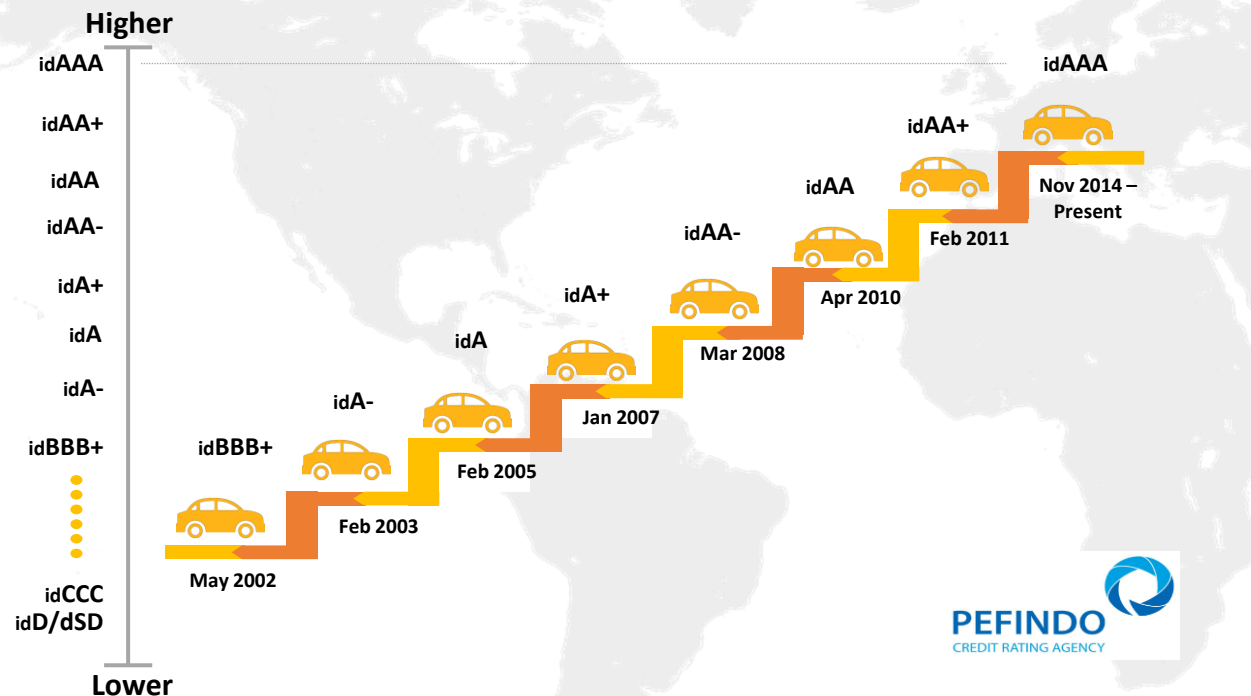 Higher
idAAA
idAA+
idAA
idAA-
idA+
idA
idA-
idBBB+
idCCC
idD/dSD
Lower
idBBB+
May 2002
idA-
Feb 2003
idA
Feb 2005
idA+
Jan 2007
idAA-
Mar 2008
idAA
Apr 2010
idAA+
Feb 2011
idAAA
Nov 2014 –
Present
PEFINDO
CREDIT RATING AGENCY